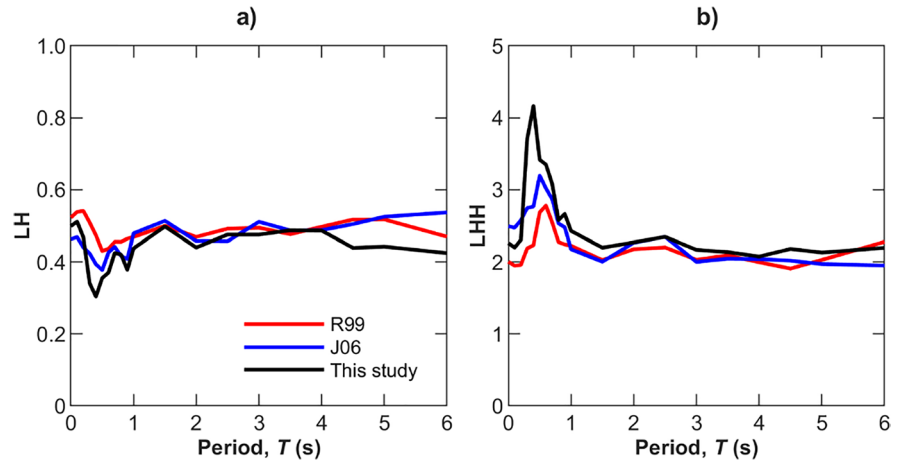 a)
1.0
0.8
0.6
0.4
0.2
0
LH
R99
J06
This study
0 1 2 3 4 5 6
Period, T (s)
b)
5
4
3
2
1
0
LHH
0 1 2 3 4 5 6
Period, T (s)